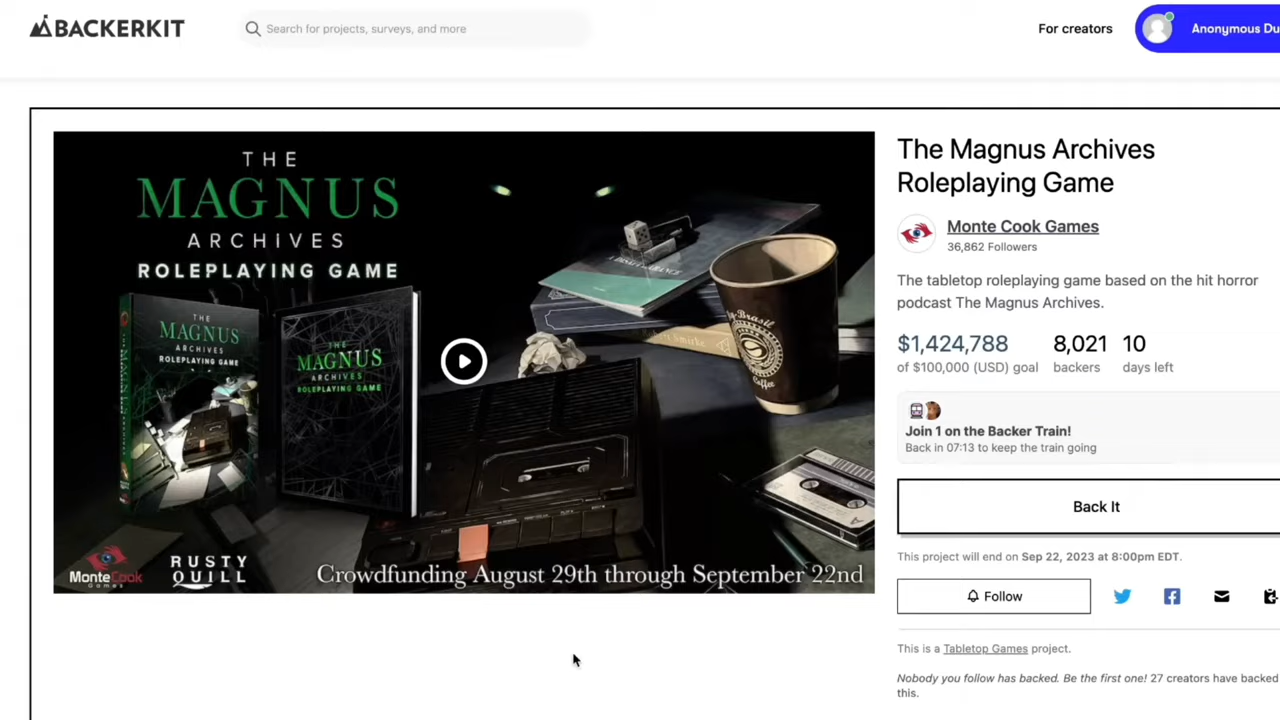 BACKERKIT
Search for projects, surveys, and more
For creators
Anonymous Du
THE
MAGNUS
ARCHIVES
ROLEPLAYING GAME
THE
MAGNUS
ARCHIVES
ROLEPLAYING GAME
THE
MAGNUS
ARCHIVES
ROLEPLAYING GAME
A DISAPPEARANCE
Brasil
Coffee
MonteCook
Games
RUSTY
QUILL
Crowdfunding August 29th through September 22nd
The Magnus Archives
Roleplaying Game
Monte Cook Games
36,862 Followers
The tabletop roleplaying game based on the hit horror
podcast The Magnus Archives.
$1,424,788 8,021 10
of $100,000 (USD) goal backers days left
Join 1 on the Backer Train!
Back in 07:13 to keep the train going
Back It
This project will end on Sep 22, 2023 at 8:00pm EDT.
Follow
This is a Tabletop Games project.
Nobody you follow has backed. Be the first one! 27 creators have backed
this.